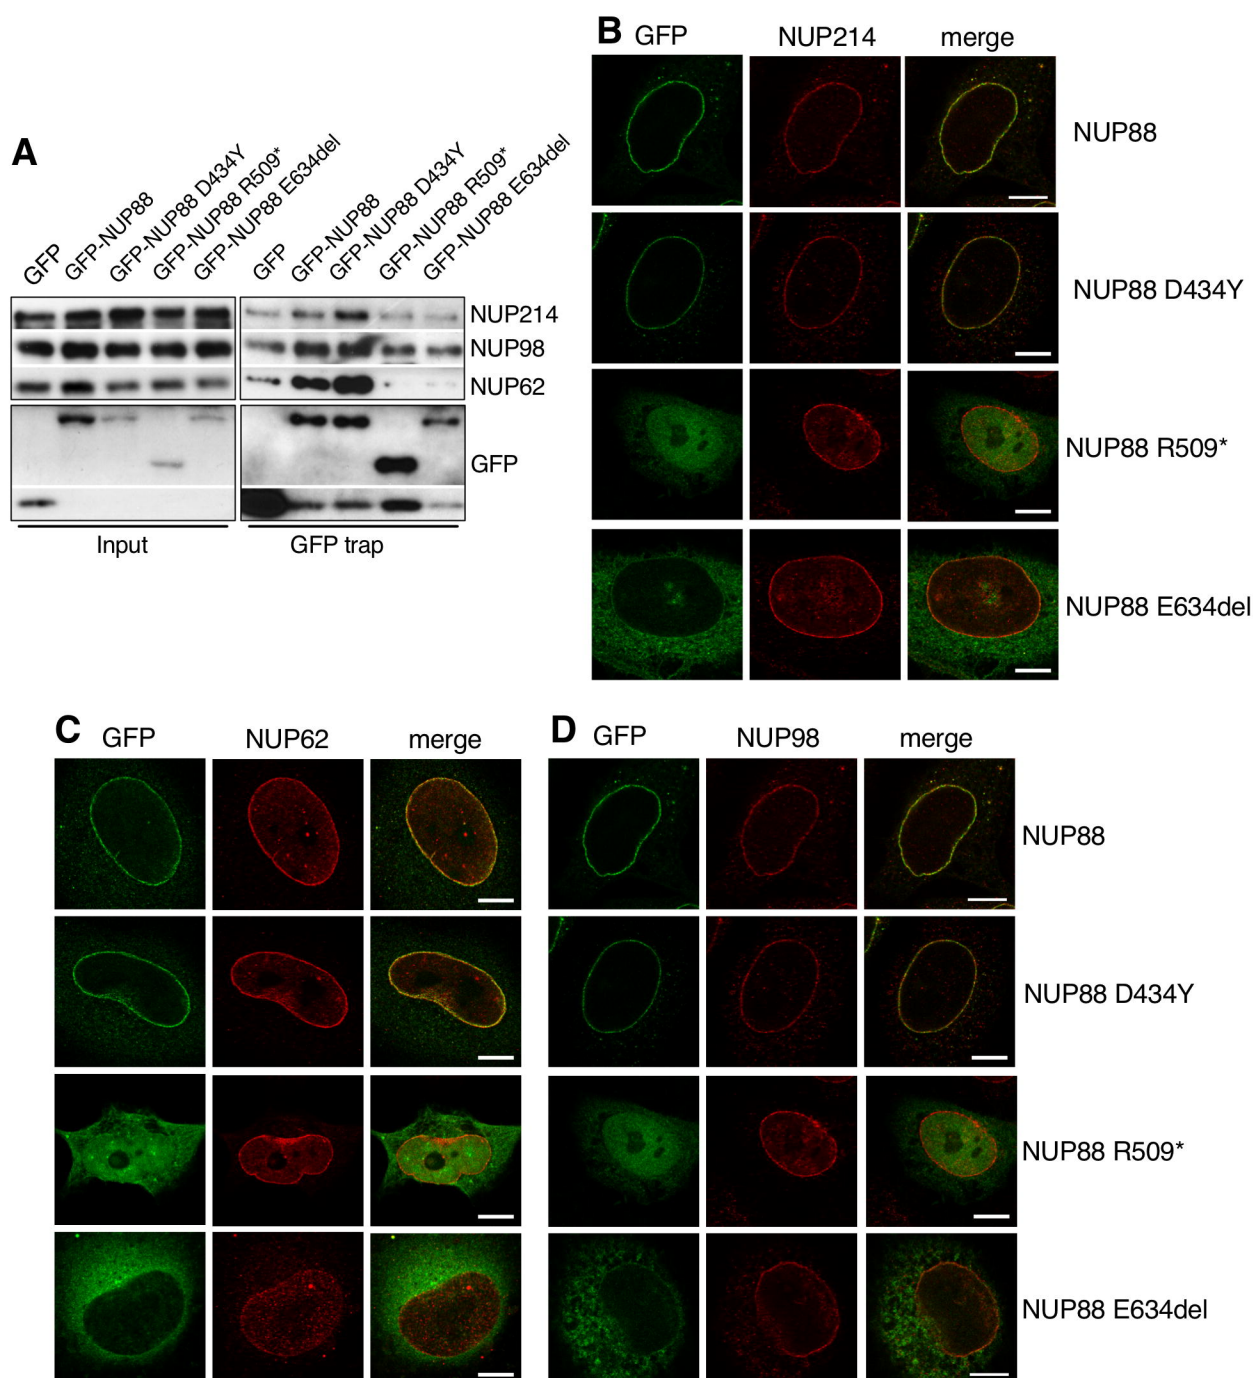 A
GFP
GFP-NUP88
GFP-NUP88 D434Y
GFP-NUP88 R509*
GFP-NUP88 E634del
GFP
GFP-NUP88
GFP-NUP88 D434Y
GFP-NUP88 R509*
GFP-NUP88 E634del
NUP214
NUP98
NUP62
GFP
Input
GFP trap
B
GFP NUP214 merge
NUP88
NUP88 D434Y
NUP88 R509*
NUP88 E634del
C
GFP NUP62 merge
D
GFP NUP98 merge
NUP88
NUP88 D434Y
NUP88 R509*
NUP88 E634del